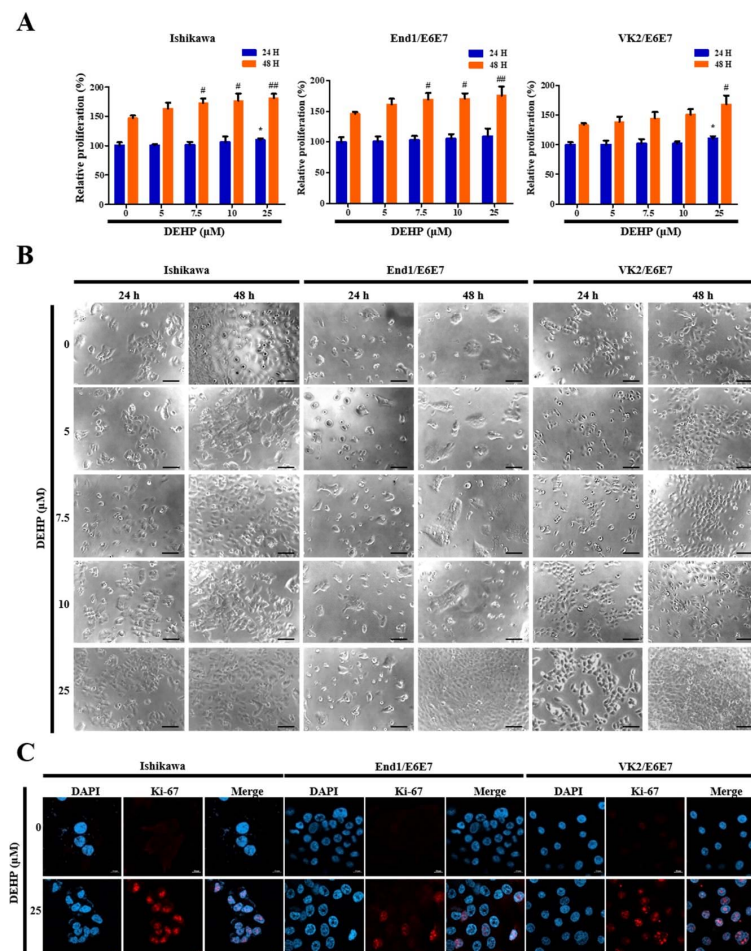 A
Ishikawa
24 H
48 H
Relative proliferation (%)
200
150
100
50
0
#
#
##
*
0 5 7.5 10 25
DEHP (μM)
End1/E6E7
24 H
48 H
Relative proliferation (%)
200
150
100
50
0
#
#
##
0 5 7.5 10 25
DEHP (μM)
VK2/E6E7
24 H
48 H
Relative proliferation (%)
200
150
100
50
0
*
#
0 5 7.5 10 25
DEHP (μM)
B
Ishikawa End1/E6E7 VK2/E6E7
24 h 48 h 24 h 48 h 24 h 48 h
DEHP (μM)
0
5
7.5
10
25
C
Ishikawa End1/E6E7 VK2/E6E7
DAPI Ki-67 Merge DAPI Ki-67 Merge DAPI Ki-67 Merge
DEHP (μM)
0
25